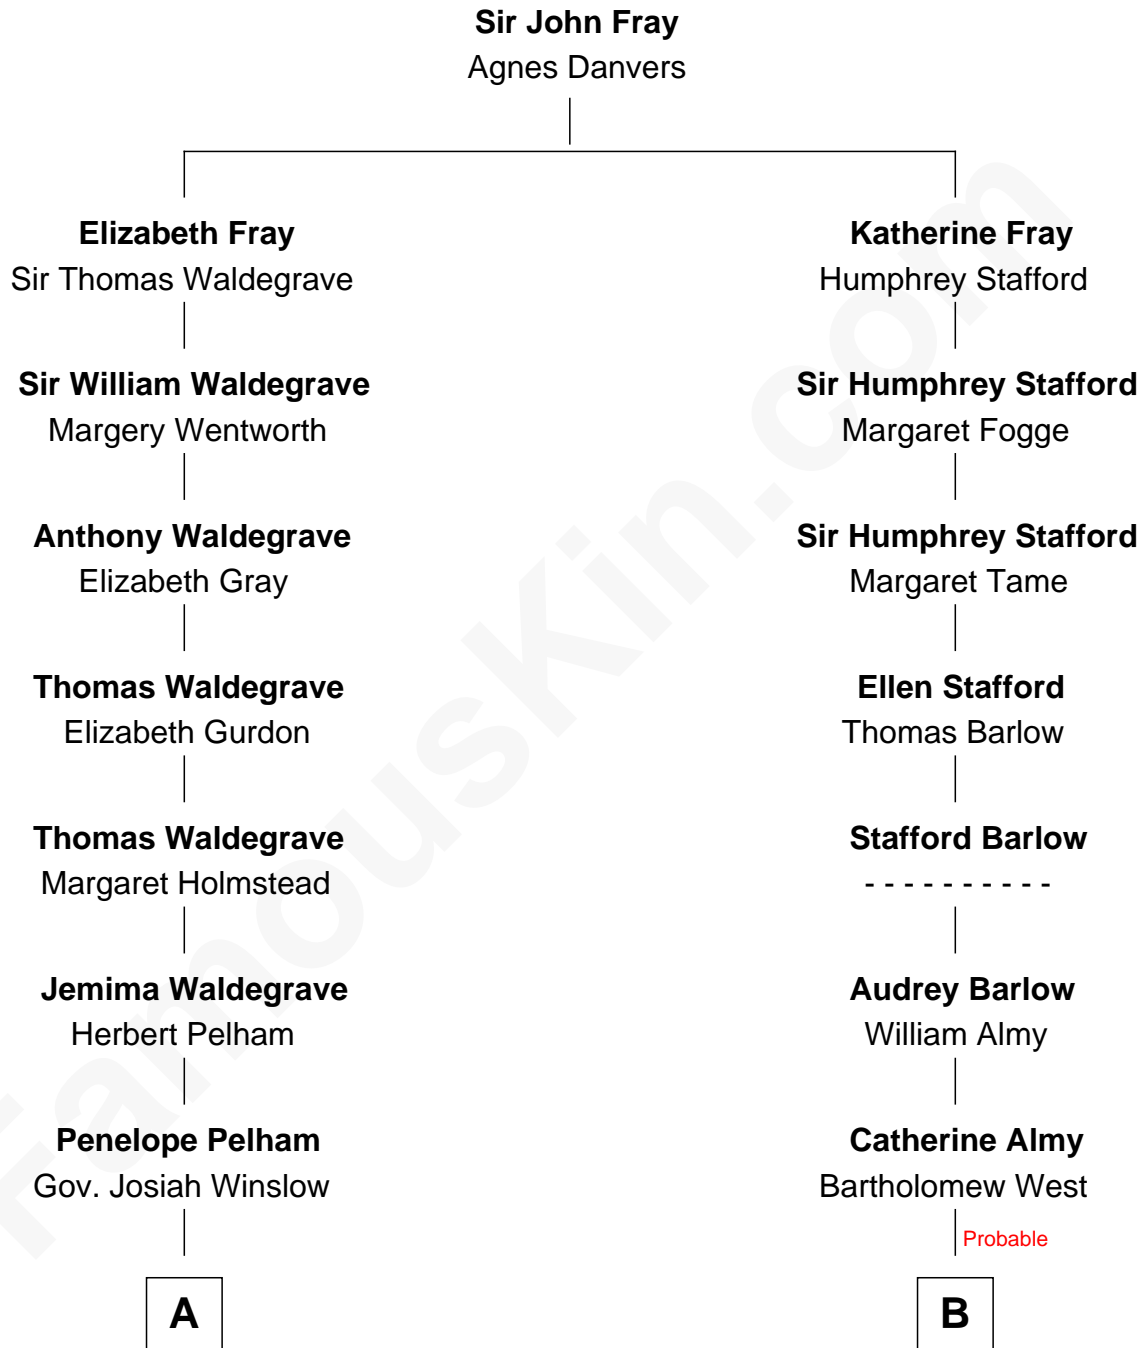 Sir John Fray
Agnes Danvers
Elizabeth Fray
Sir Thomas Waldegrave
Katherine Fray
Humphrey Stafford
Sir William Waldegrave
Margery Wentworth
Sir Humphrey Stafford
Margaret Fogge
Anthony Waldegrave
Elizabeth Gray
Sir Humphrey Stafford
Margaret Tame
Thomas Waldegrave
Elizabeth Gurdon
Ellen Stafford
Thomas Barlow
Thomas Waldegrave
Margaret Holmstead
Stafford Barlow
- - - - - - - - - -
Jemima Waldegrave
Herbert Pelham
Audrey Barlow
William Almy
Penelope Pelham
Gov. Josiah Winslow
Catherine Almy
Bartholomew West
Probable
A
B
FamousKin.com